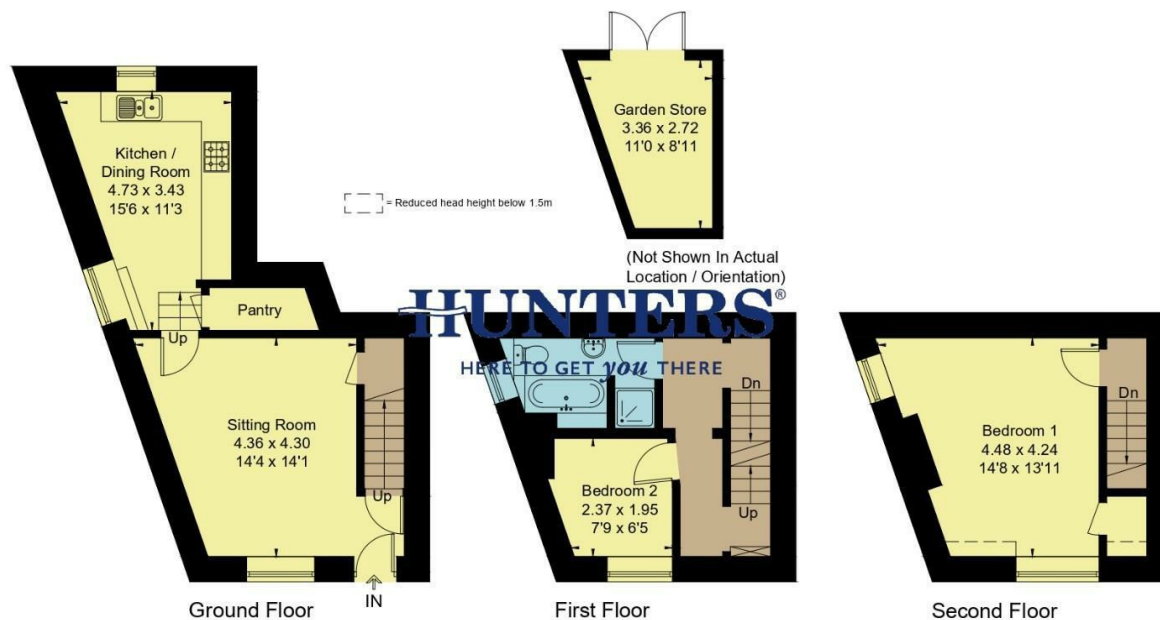 Garden Store
3.36 x 2.72
11'0 x 8'11
Kitchen /
Dining Room
4.73 x 3.43
15'6 x 11'3
= Reduced head height below 1.5m
(Not Shown In Actual
Location / Orientation)
Pantry
Up
HUNTERS®
HERE TO GET you THERE
Sitting Room
4.36 x 4.30
14'4 x 14'1
Up
IN
Ground Floor
Dn
Bedroom 2
2.37 x 1.95
7'9 x 6'5
Up
First Floor
Dn
Bedroom 1
4.48 x 4.24
14'8 x 13'11
Second Floor